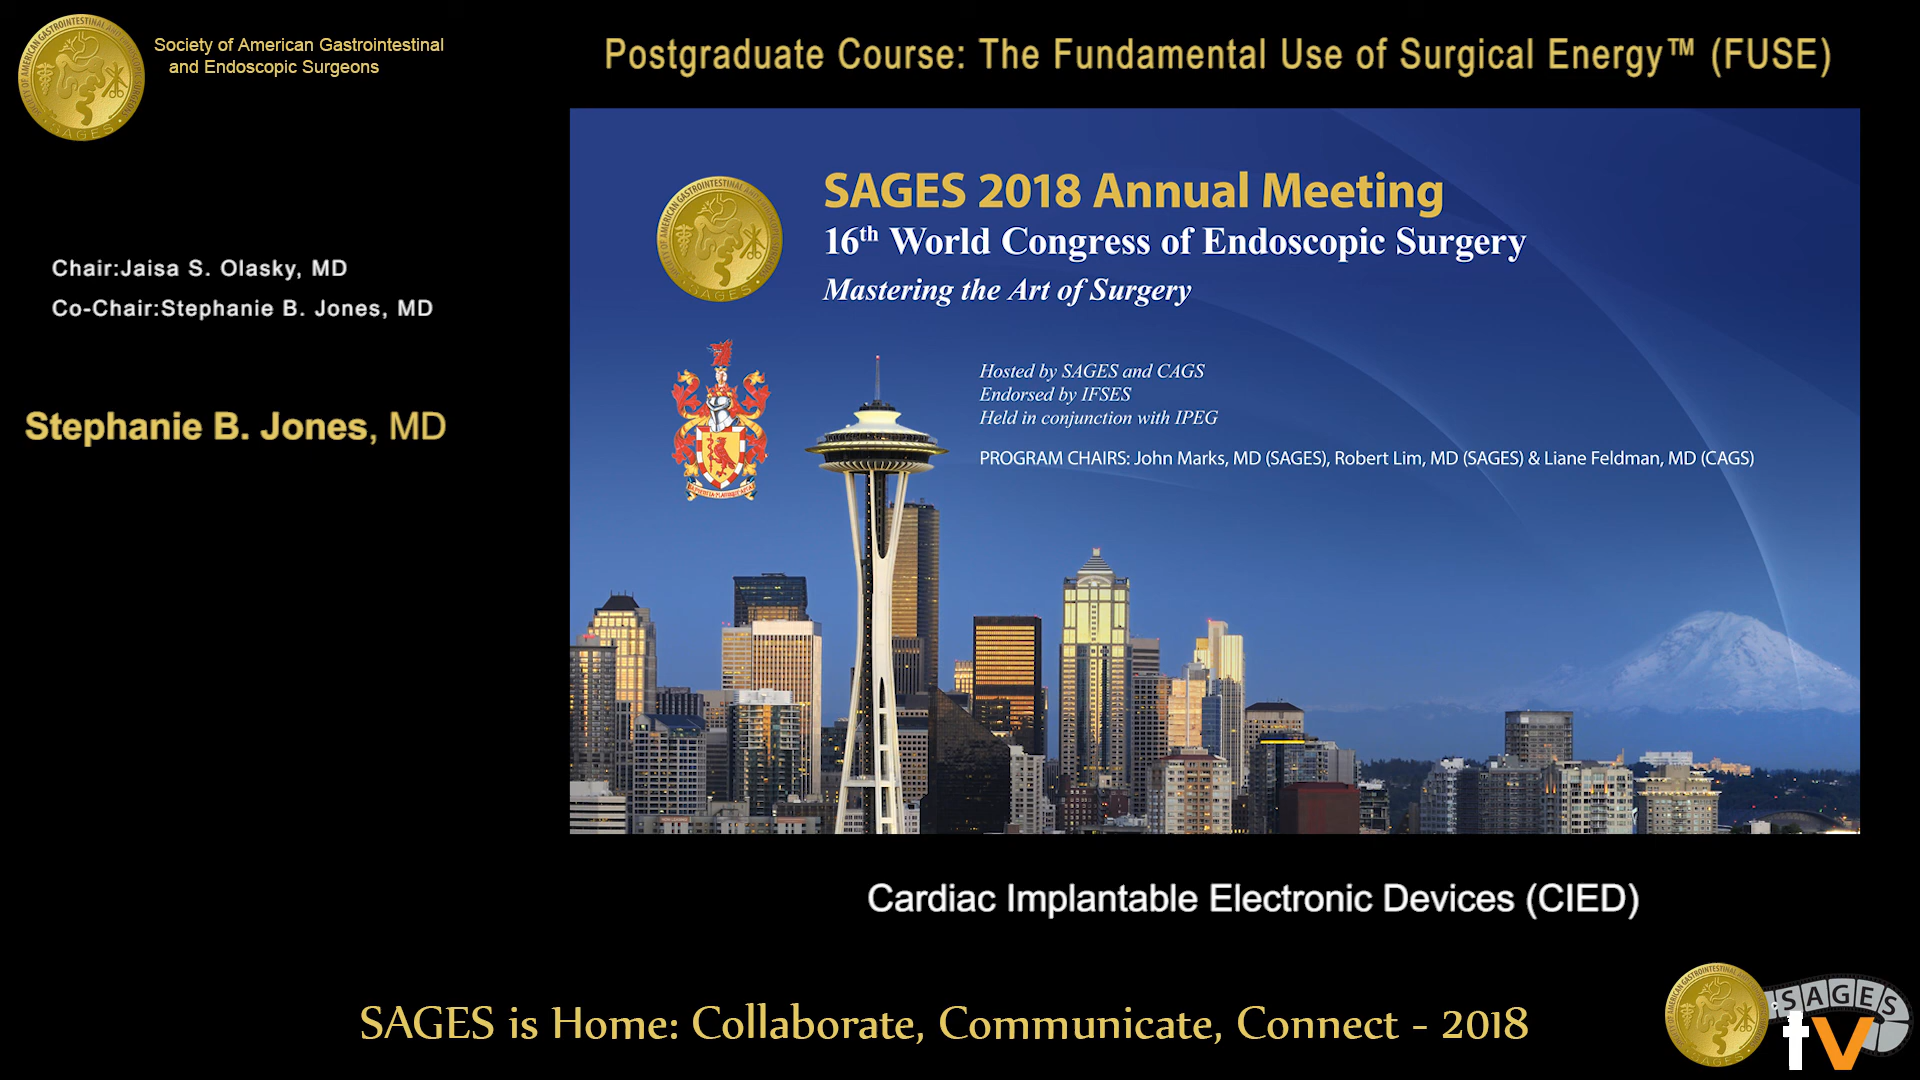 Society of American Gastrointestinal
and Endoscopic Surgeons
Postgraduate Course: The Fundamental Use of Surgical Energy™ (FUSE)
Chair:Jaisa S. Olasky, MD
Co-Chair:Stephanie B. Jones, MD
Stephanie B. Jones, MD
SAGES 2018 Annual Meeting
16th World Congress of Endoscopic Surgery
Mastering the Art of Surgery
Hosted by SAGES and CAGS
Endorsed by IFSES
Held in conjunction with IPEG
PROGRAM CHAIRS: John Marks, MD (SAGES), Robert Lim, MD (SAGES) & Liane Feldman, MD (CAGS)
Cardiac Implantable Electronic Devices (CIED)
SAGES is Home: Collaborate, Communicate, Connect - 2018
SAGES
tv